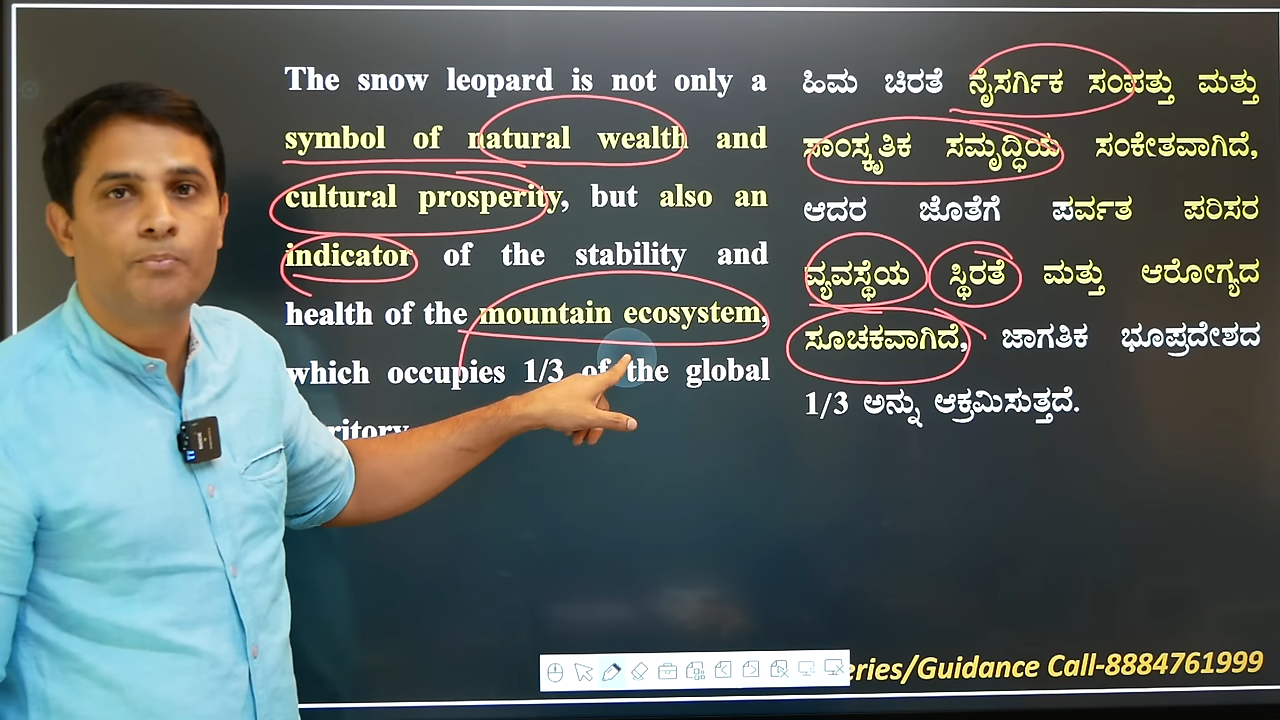 The snow leopard is not only a
symbol of natural wealth and
cultural prosperity, but also an
indicator of the stability and
health of the mountain ecosystem,
which occupies 1/3 of the global
ritory
ಹಿಮ ಚಿರತೆ ನೈಸರ್ಗಿಕ ಸಂಪತ್ತು ಮತ್ತು
ಸಾಂಸ್ಕೃತಿಕ ಸಮೃದ್ಧಿಯ ಸಂಕೇತವಾಗಿದೆ,
ಆದರ ಜೊತೆಗೆ ಪರ್ವತ ಪರಿಸರ
ವ್ಯವಸ್ಥೆಯ ಸ್ಥಿರತೆ ಮತ್ತು ಆರೋಗ್ಯದ
ಸೂಚಕವಾಗಿದೆ, ಜಾಗತಿಕ ಭೂಪ್ರದೇಶದ
1/3 ಅನ್ನು ಆಕ್ರಮಿಸುತ್ತದೆ.
eries/Guidance Call-8884761999